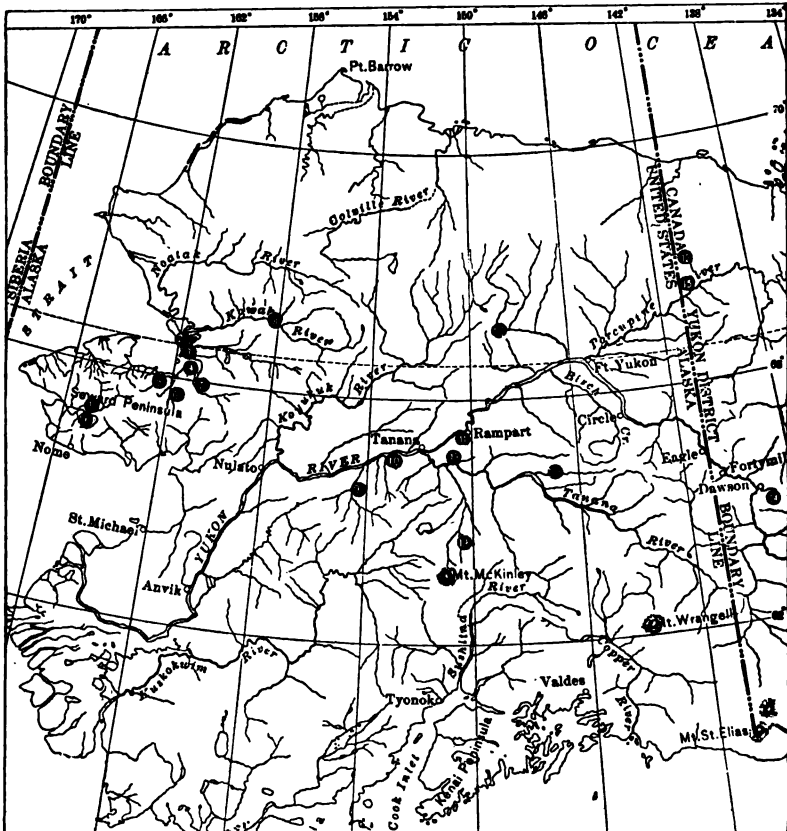 170° 166° 162° 158° 154° 150° 146° 142° 138° 134°
A R C T I C O C E A
Pt.Barrow
70
BOUNDARY
LINE
SIBERIA
ALASKA
STRAIT
Colville River
Noatak River
Kowak River
CANADA
UNITED STATES
Porcupine River
YUKON DISTRICT
ALASKA
66
Ft.Yukon
Birch Cr.
Koyukuk River
Seward Peninsula
Circle
Tanana
Rampart
Nome
Nulato
YUKON RIVER
Eagle
Fortymile
Dawson
Tanana River
BOUNDARY
LINE
St.Michael
Anvik
Mt.McKinley
Sushitna River
Mt.Wrangell
62
Kuskokwim River
Copper River
Tyonok
Valdes
Mt.St.Elias
Cook Inlet
Kenai Peninsula